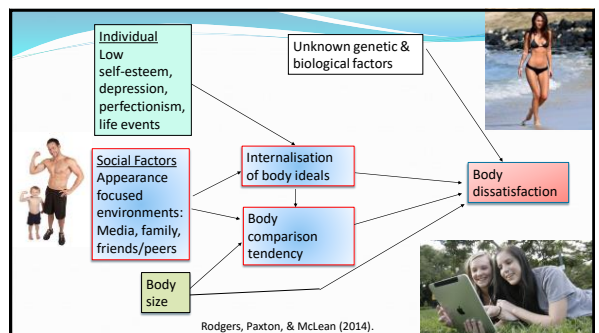 Individual
Low
self-esteem,
depression,
perfectionism,
life events
Unknown genetic &
biological factors
Social Factors
Appearance
focused
environments:
Media, family,
friends/peers
Internalisation
of body ideals
Body
dissatisfaction
Body
comparison
tendency
Body
size
Rodgers, Paxton, & McLean (2014).